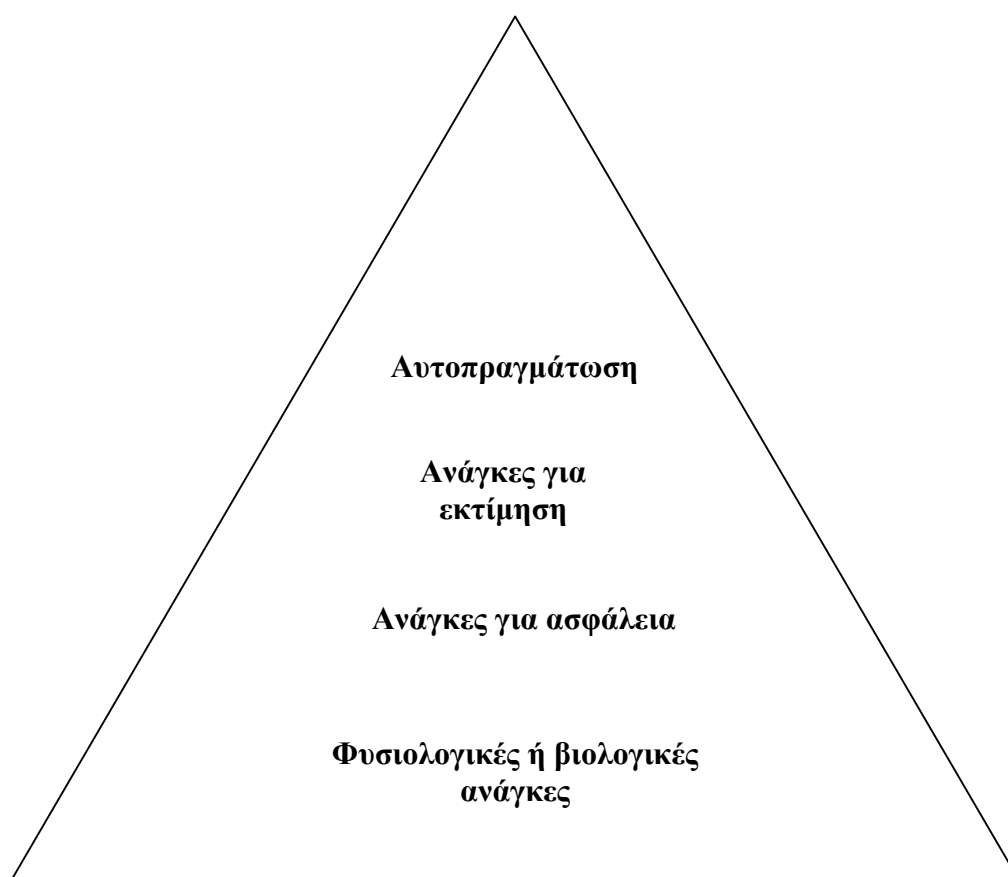 Αυτοπραγμάτωση
Ανάγκες για
εκτίμηση
Ανάγκες για ασφάλεια
Φυσιολογικές ή βιολογικές
ανάγκες